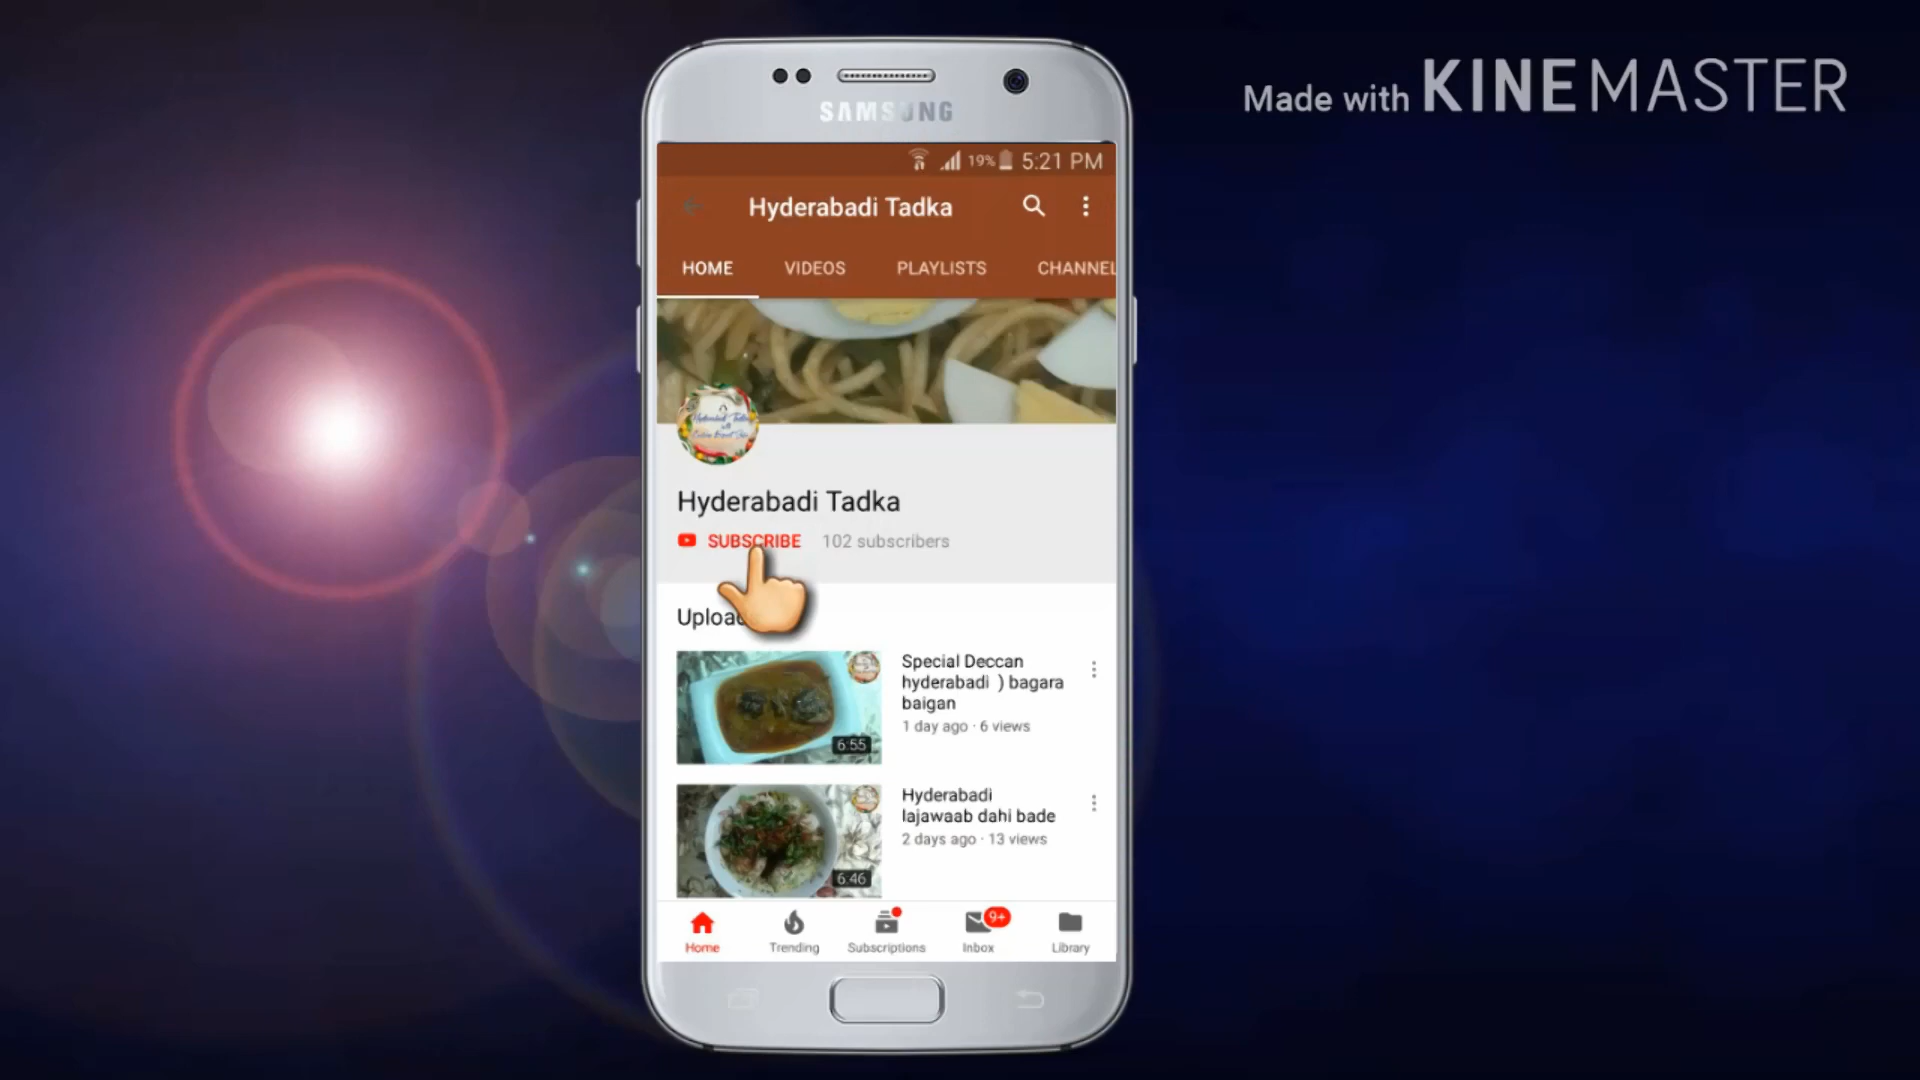 Made with KINEMASTER
SAMSUNG
19% 5:21 PM
Hyderabadi Tadka
HOME VIDEOS PLAYLISTS CHANNEL
Hyderabadi Tadka
SUBSCRIBE 102 subscribers
Uploa
Special Deccan
hyderabadi ) bagara
baigan
1 day ago · 6 views
6:55
Hyderabadi
lajawaab dahi bade
2 days ago · 13 views
6:46
9+
Home Trending Subscriptions Inbox Library